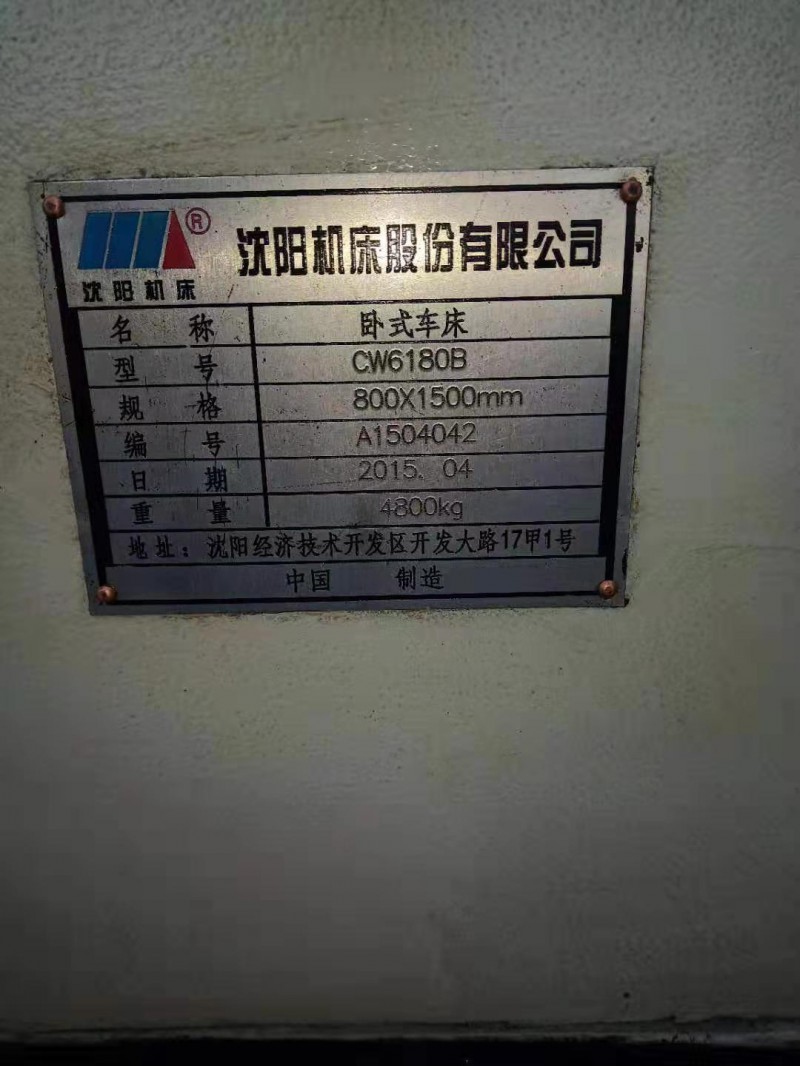 ® 沈阳机床股份有限公司
沈阳机床
名 称 卧式车床
型 号 CW6180B
规 格 800X1500mm
编 号 A1504042
日 期 2015. 04
重 量 4800kg
地址：沈阳经济技术开发区开发大路17甲1号
中国 制造